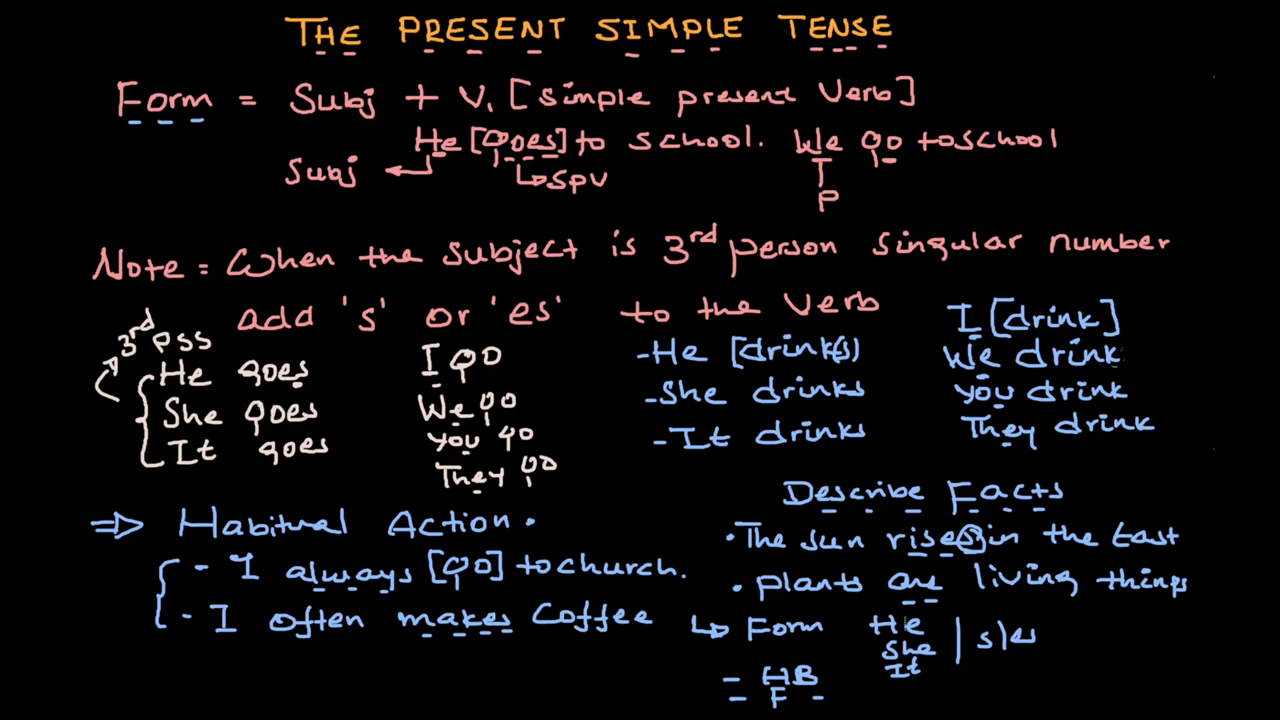 THE PRESENT SIMPLE TENSE
Form = Subj + V₁ [simple present Verb]
He [goes] to school. We go to school
Subj
SPV
P
Note = When the subject is 3rd person singular number
add 's' or 'es' to the Verb
3rd PSS
He goes
She goes
It goes
I go
We go
you go
They go
- He [drink(s)
- She drinks
- It drinks
I [drink]
We drink
you drink
They drink
⇒ Habitual Action.
- I always [go] to church.
- I often makes Coffee
Describe Facts
• The sun rises in the East
• plants are living things
↳ Form He
She
It
| s/es
- HB
- F -